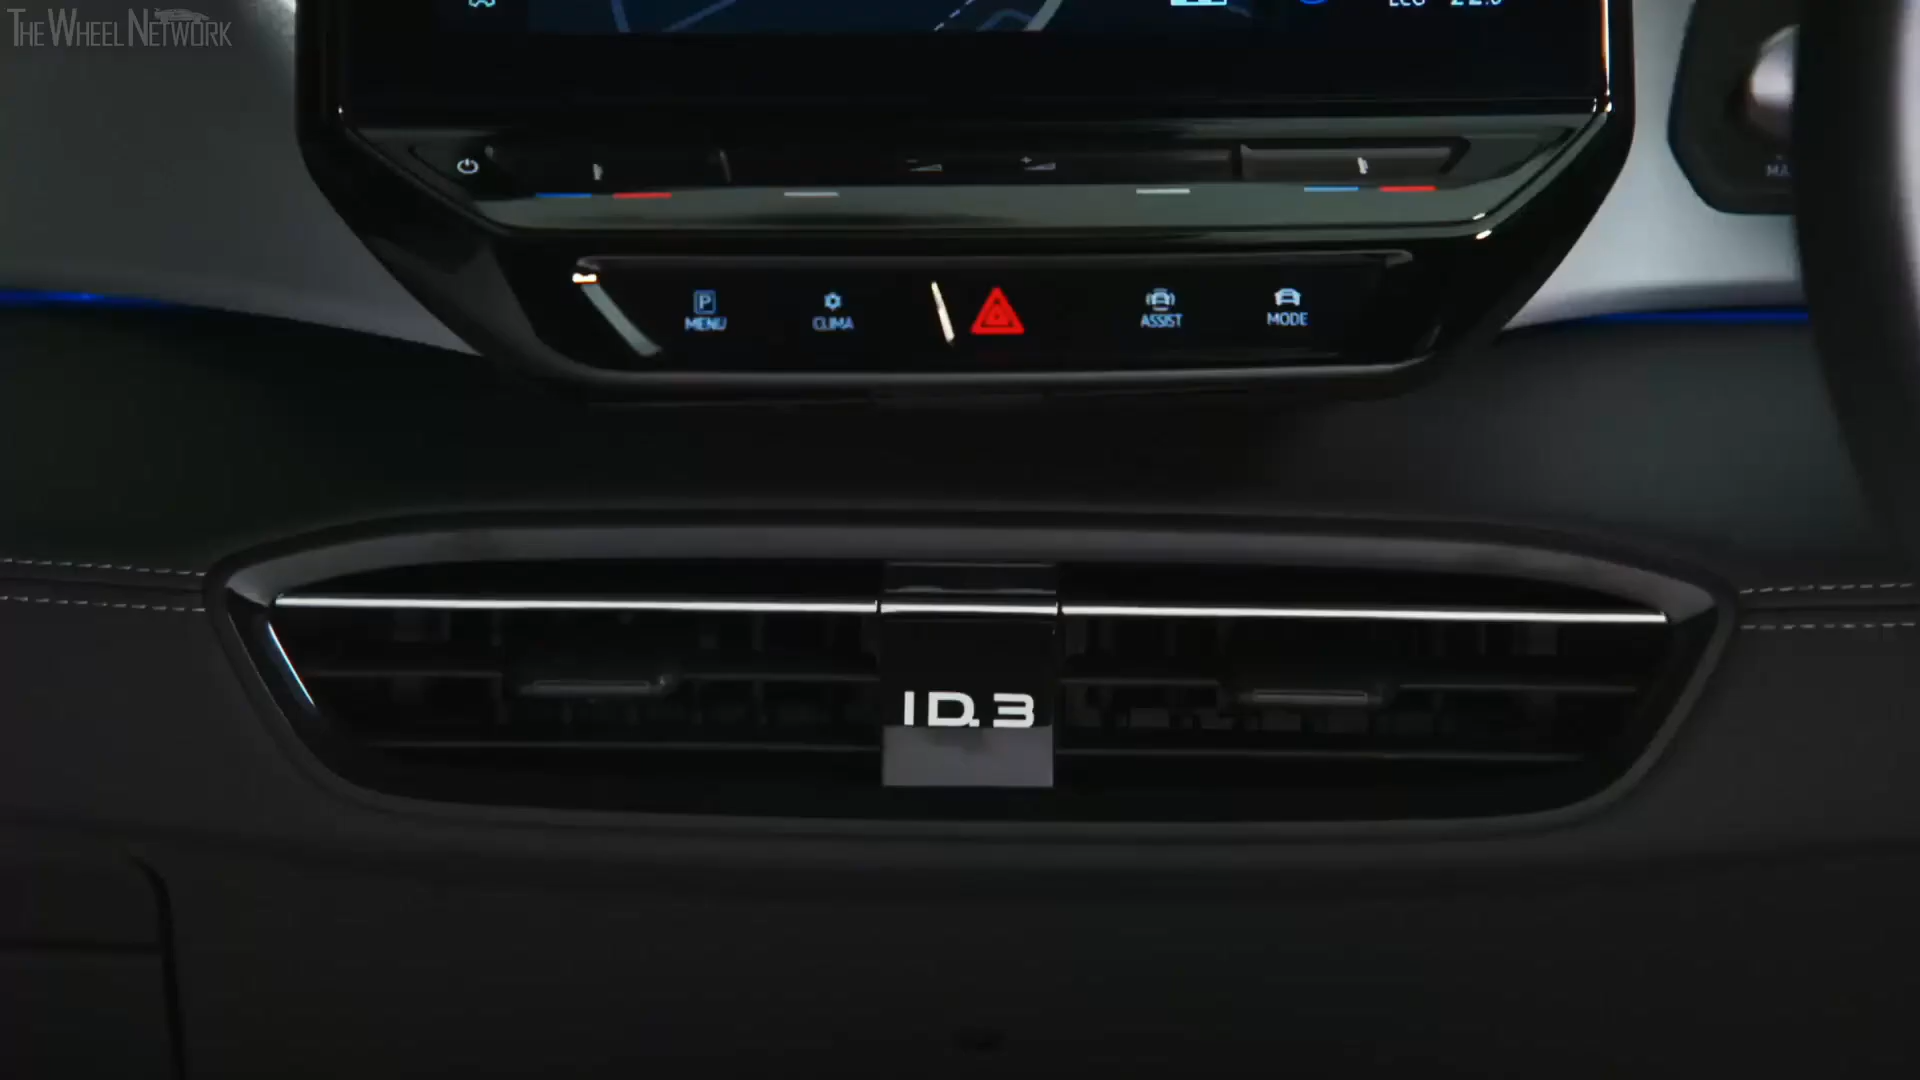 THE WHEEL NETWORK
P
MENU
CLIMA
ASSIST
MODE
ID.3